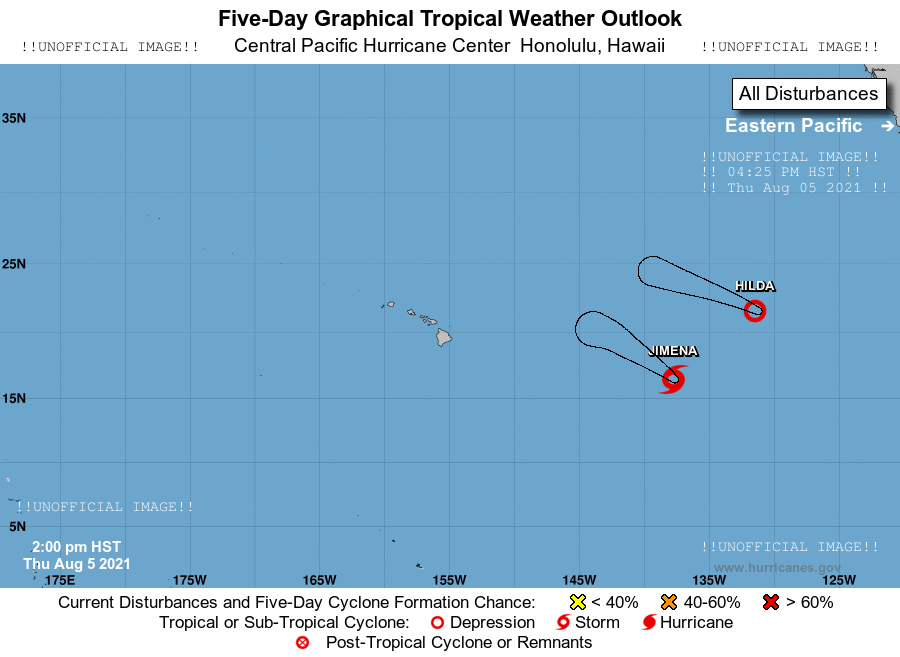 Five-Day Graphical Tropical Weather Outlook
!!UNOFFICIAL IMAGE!! Central Pacific Hurricane Center Honolulu, Hawaii !!UNOFFICIAL IMAGE!!
All Disturbances
35N
Eastern Pacific →
!!UNOFFICIAL IMAGE!!
!! 04:25 PM HST !!
!! Thu Aug 05 2021 !!
25N
HILDA
JIMENA
15N
!!UNOFFICIAL IMAGE!!
5N
2:00 pm HST
Thu Aug 5 2021
!!UNOFFICIAL IMAGE!!
www.hurricanes.gov
175E 175W 165W 155W 145W 135W 125W
Current Disturbances and Five-Day Cyclone Formation Chance: < 40% 40-60% > 60%
Tropical or Sub-Tropical Cyclone: Depression Storm Hurricane
Post-Tropical Cyclone or Remnants